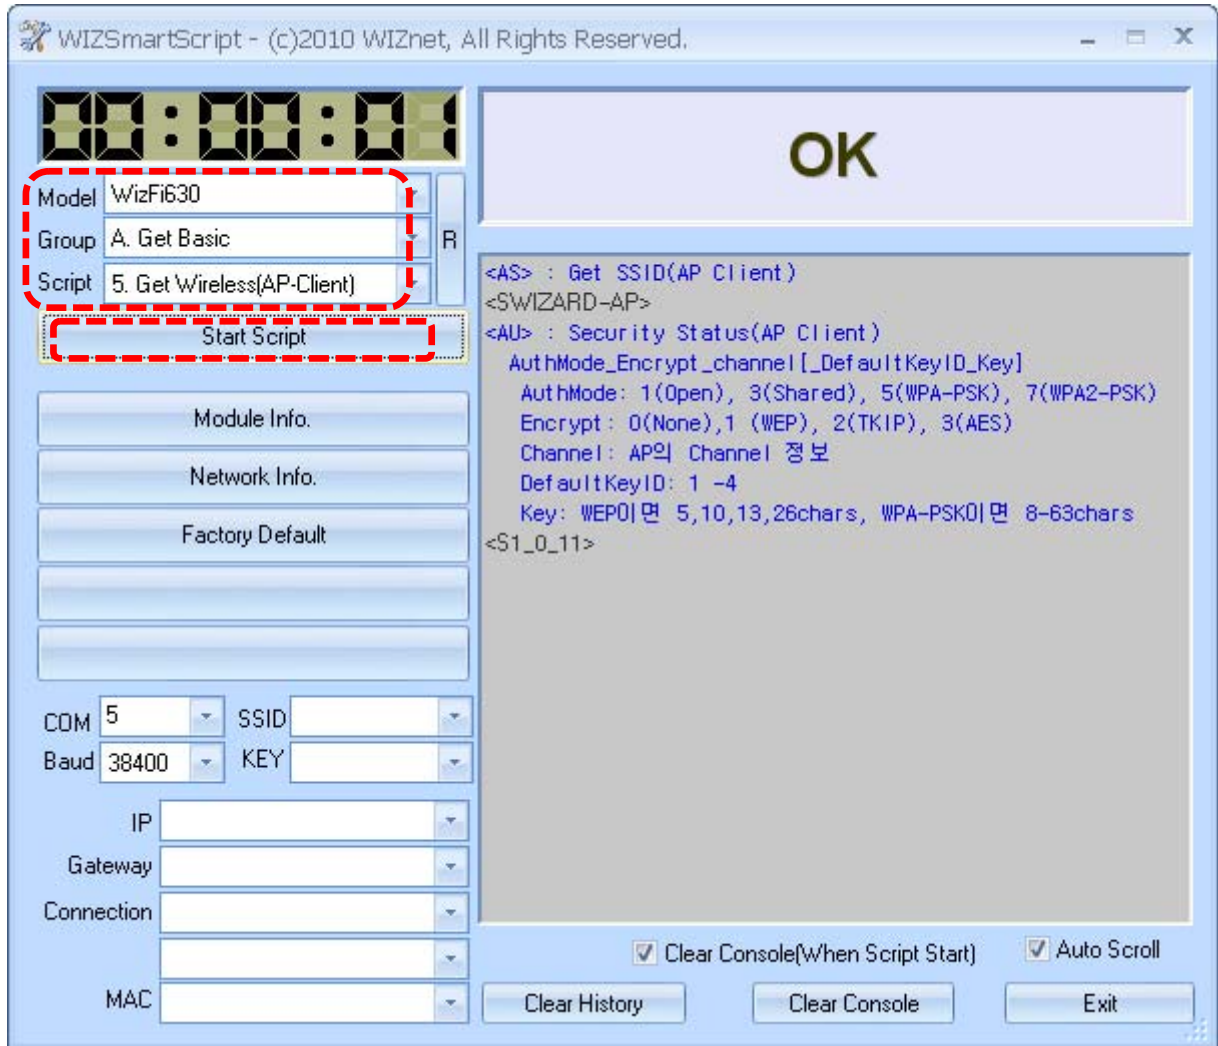 WIZSmartScript - (c)2010 WIZnet, All Rights Reserved.
00:00:01
OK
Model WizFi630
Group A. Get Basic
R
Script 5. Get Wireless(AP-Client)
Start Script
Module Info.
Network Info.
Factory Default
COM 5 SSID
Baud 38400 KEY
IP
Gateway
Connection
MAC
<AS> : Get SSID(AP Client)
<SWIZARD-AP>
<AU> : Security Status(AP Client)
AuthMode_Encrypt_channel[_DefaultKeyID_Key]
AuthMode: 1(Open), 3(Shared), 5(WPA-PSK), 7(WPA2-PSK)
Encrypt: 0(None),1 (WEP), 2(TKIP), 3(AES)
Channel: AP의 Channel 정보
DefaultKeyID: 1 -4
Key: WEP이면 5,10,13,26chars, WPA-PSK이면 8-63chars
<S1_0_11>
Clear Console(When Script Start) Auto Scroll
Clear History Clear Console Exit